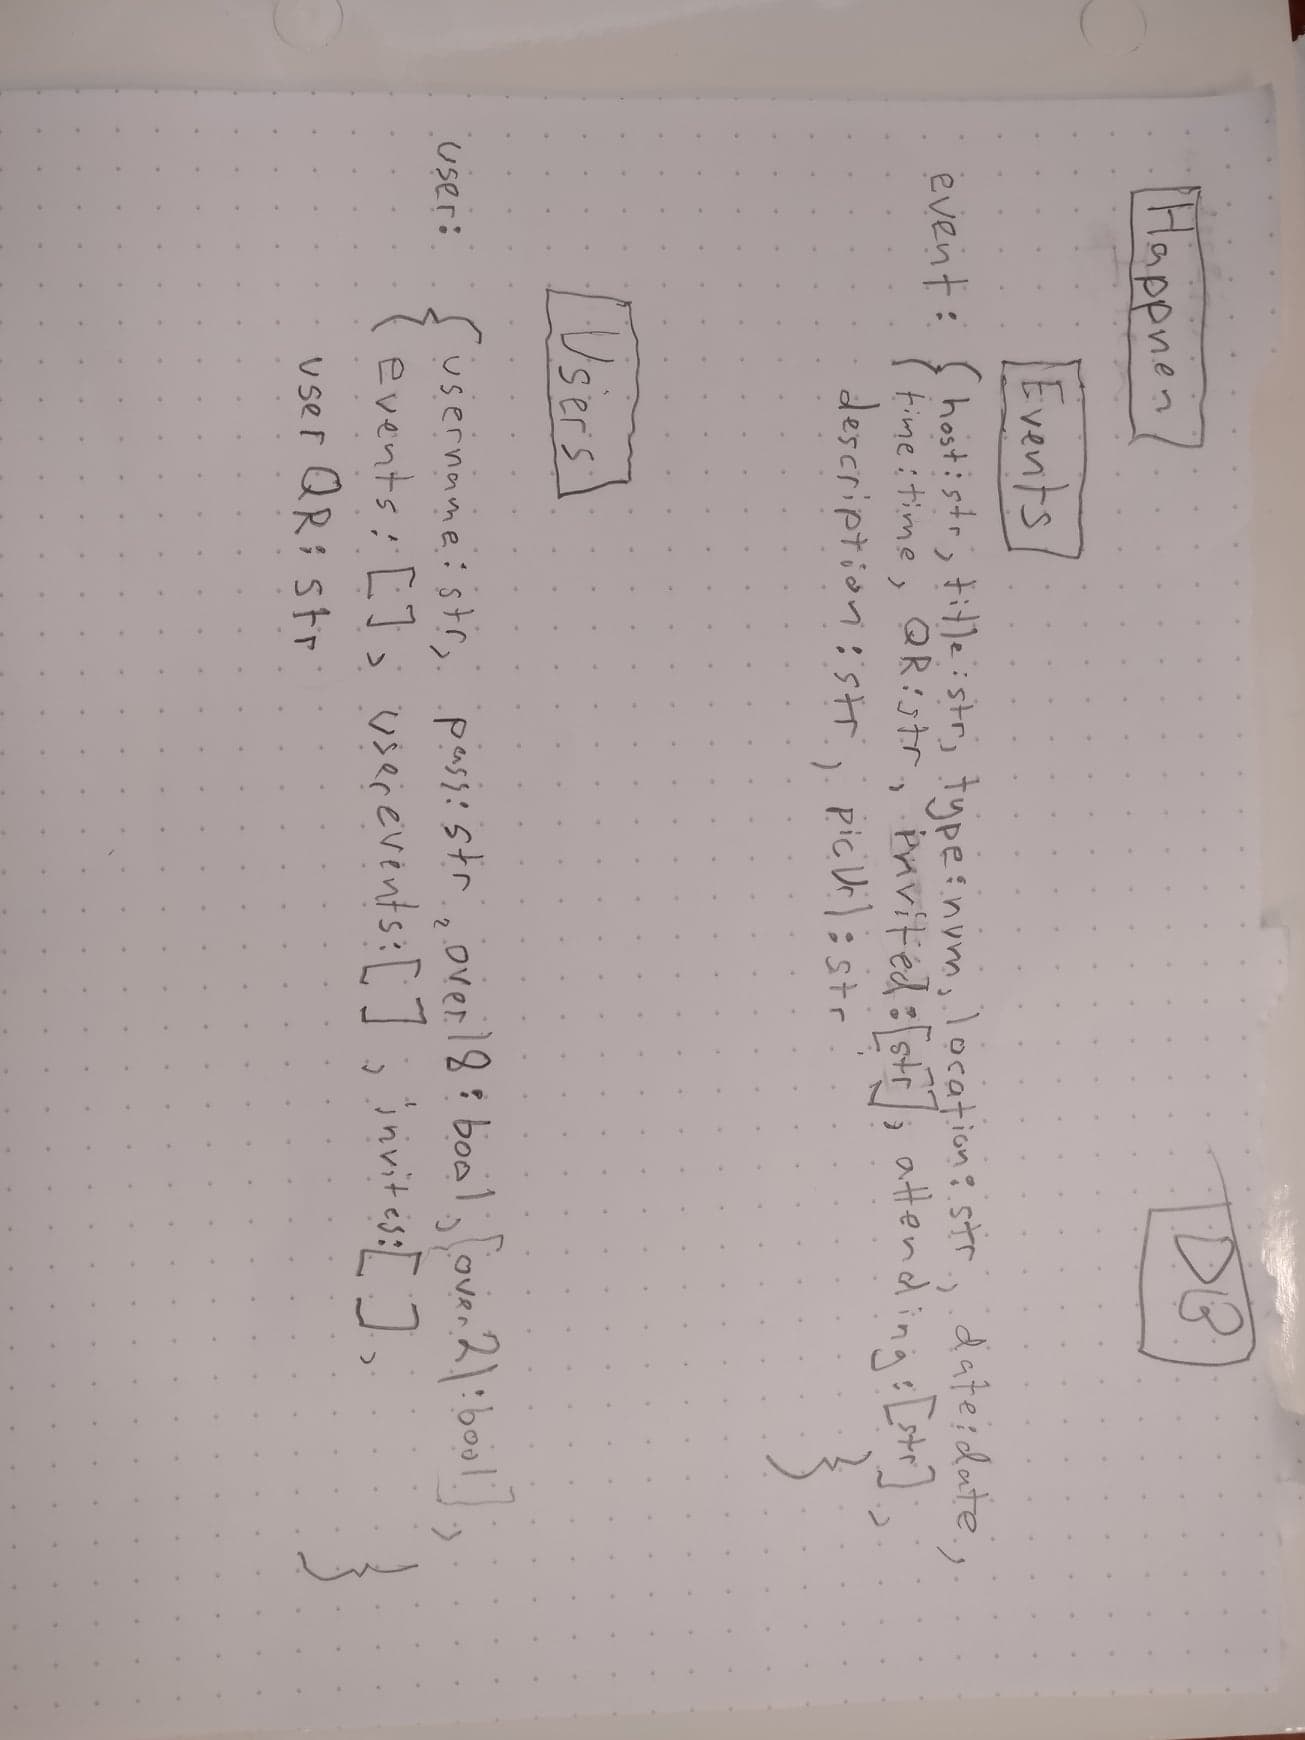 Happnen
DB
Events
event: { host:str, title:str, type:num, location:str, date:date,
time:time, QR:str, invited:[str], attending:[str],
description:str, picUrl:str }
Users
user: { username:str, pass:str, over18:bool, [over21:bool],
events:[], userevents:[], invites:[],
userQR:str }